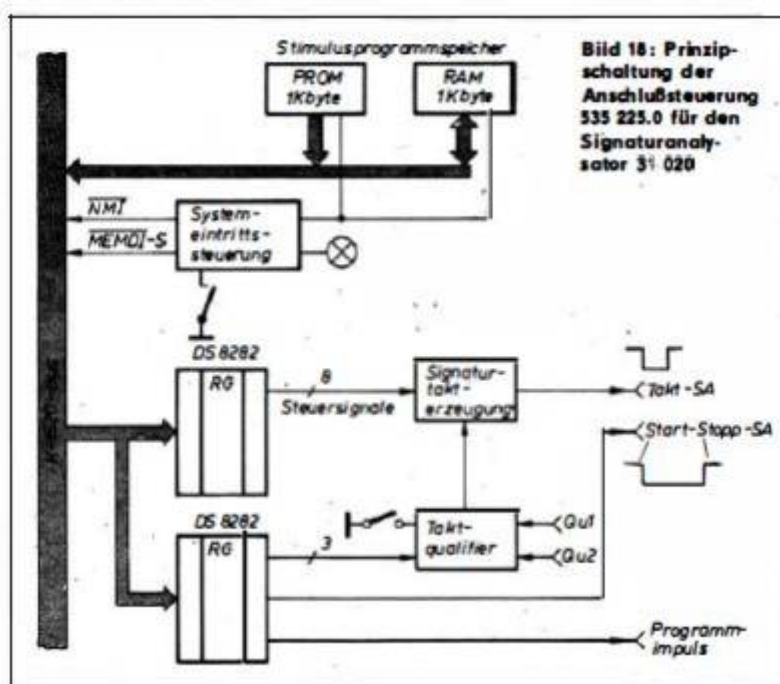 Stimulusprogrammspeicher
PROM
1Kbyte
RAM
1Kbyte
Bild 18: Prinzip-
schaltung der
Anschlußsteuerung
535 225.0 für den
Signaturanaly-
sator 31 020
NMI
MEMDI-S
System-
eintritts-
steuerung
DS 8282
RG
8
Steuersignale
Signatur-
takt-
erzeugung
Takt-SA
Start-Stopp-SA
DS 8282
RG
3
Takt-
qualifier
Qu1
Qu2
Programm-
impuls